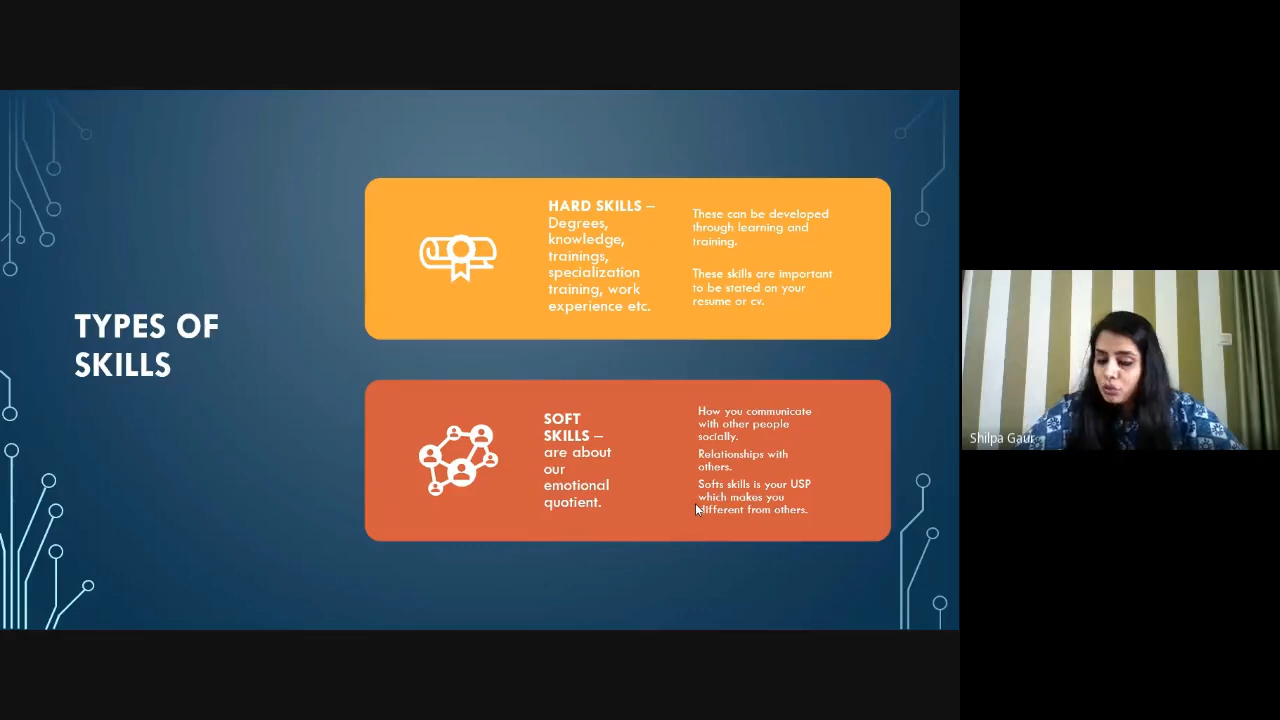 TYPES OF
SKILLS
HARD SKILLS –
Degrees,
knowledge,
trainings,
specialization
training, work
experience etc.
These can be developed
through learning and
training.
These skills are important
to be stated on your
resume or cv.
SOFT
SKILLS –
are about
our
emotional
quotient.
How you communicate
with other people
socially.
Relationships with
others.
Softs skills is your USP
which makes you
different from others.
Shilpa Gaur